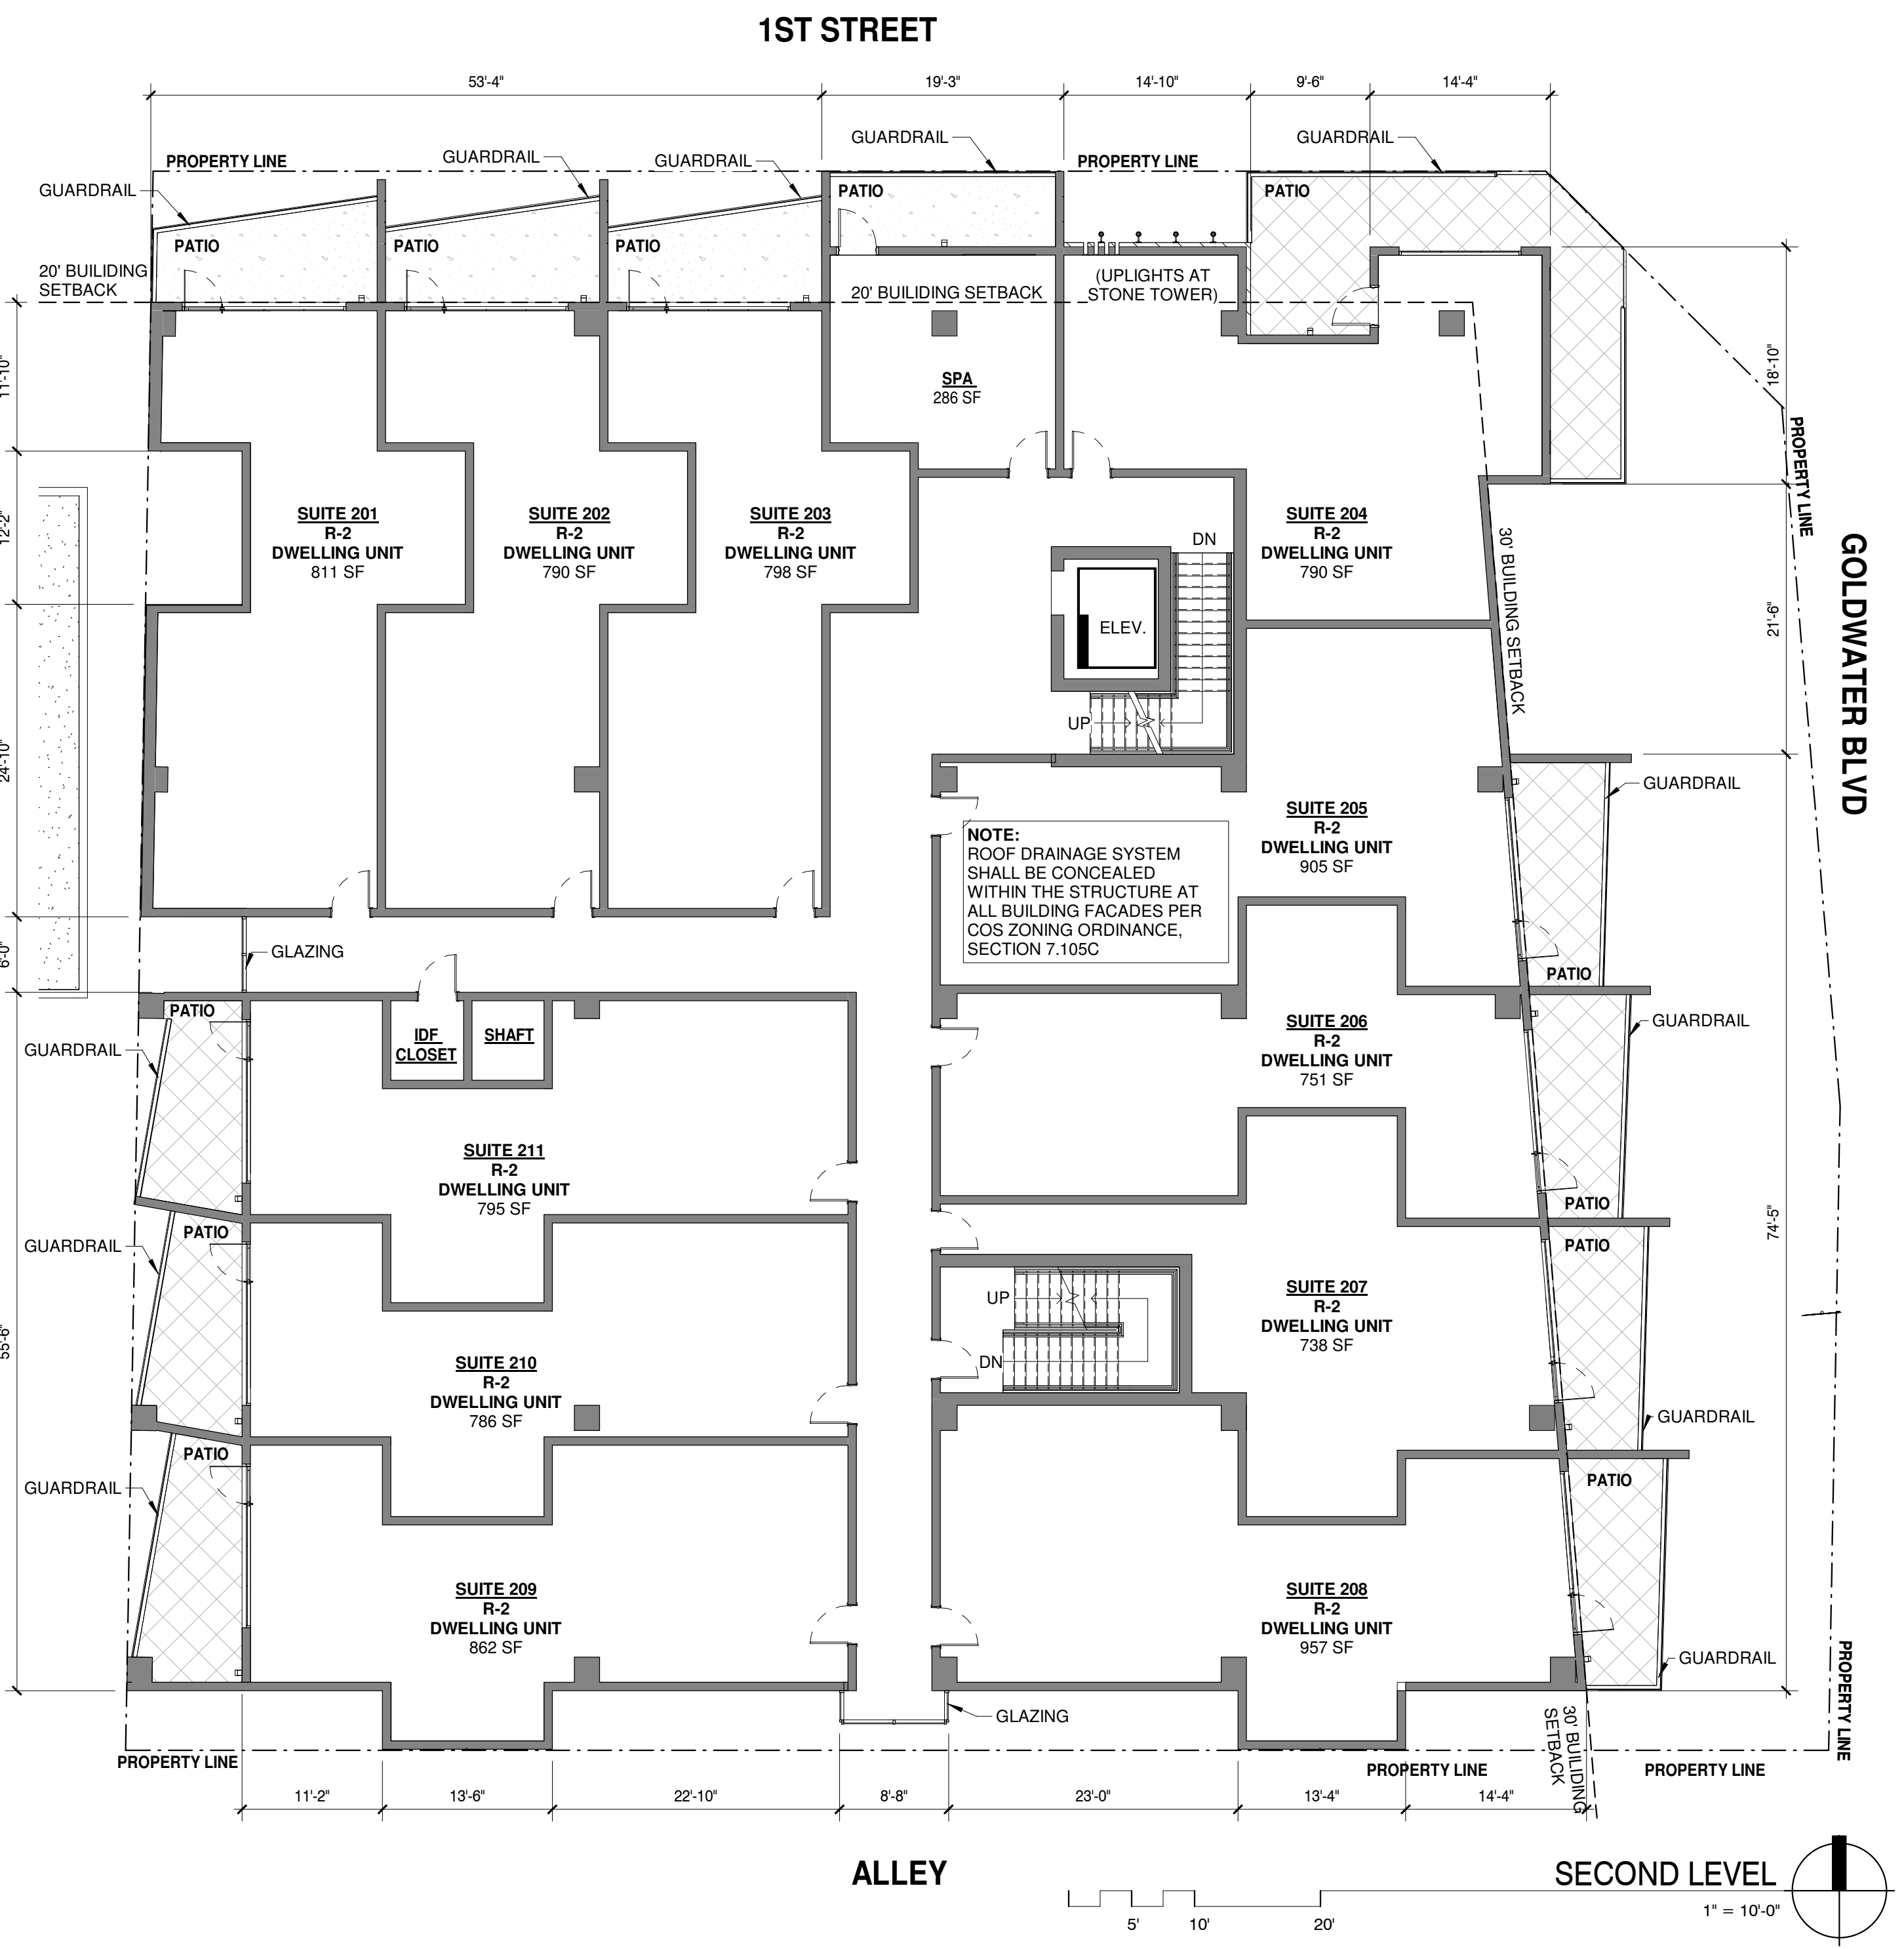 1ST STREET
53'-4"
19'-3"
14'-10"
9'-6"
14'-4"
GUARDRAIL
GUARDRAIL
PROPERTY LINE
GUARDRAIL
GUARDRAIL
PROPERTY LINE
GUARDRAIL
PATIO
PATIO
PATIO
PATIO
PATIO
20' BUILIDING
SETBACK
20' BUILIDING SETBACK
(UPLIGHTS AT
STONE TOWER)
11'-10"
18'-10"
SPA
286 SF
PROPERTY LINE
SUITE 201
R-2
DWELLING UNIT
811 SF
SUITE 202
R-2
DWELLING UNIT
790 SF
SUITE 203
R-2
DWELLING UNIT
798 SF
SUITE 204
R-2
DWELLING UNIT
790 SF
12'-2"
DN
ELEV.
UP
30' BUILDING SETBACK
21'-6"
GOLDWATER BLVD
24'-10"
GUARDRAIL
SUITE 205
R-2
DWELLING UNIT
905 SF
NOTE:
ROOF DRAINAGE SYSTEM
SHALL BE CONCEALED
WITHIN THE STRUCTURE AT
ALL BUILDING FACADES PER
COS ZONING ORDINANCE,
SECTION 7.105C
6'-0"
GLAZING
PATIO
PATIO
GUARDRAIL
IDF
CLOSET
SHAFT
GUARDRAIL
SUITE 206
R-2
DWELLING UNIT
751 SF
SUITE 211
R-2
DWELLING UNIT
795 SF
PATIO
PATIO
PATIO
GUARDRAIL
74'-5"
UP
DN
SUITE 207
R-2
DWELLING UNIT
738 SF
55'-6"
SUITE 210
R-2
DWELLING UNIT
786 SF
GUARDRAIL
PATIO
PATIO
GUARDRAIL
SUITE 209
R-2
DWELLING UNIT
862 SF
SUITE 208
R-2
DWELLING UNIT
957 SF
GUARDRAIL
PROPERTY LINE
GLAZING
30' BUILDING
SETBACK
PROPERTY LINE
PROPERTY LINE
PROPERTY LINE
11'-2"
13'-6"
22'-10"
8'-8"
23'-0"
13'-4"
14'-4"
ALLEY
SECOND LEVEL
1" = 10'-0"
5'
10'
20'